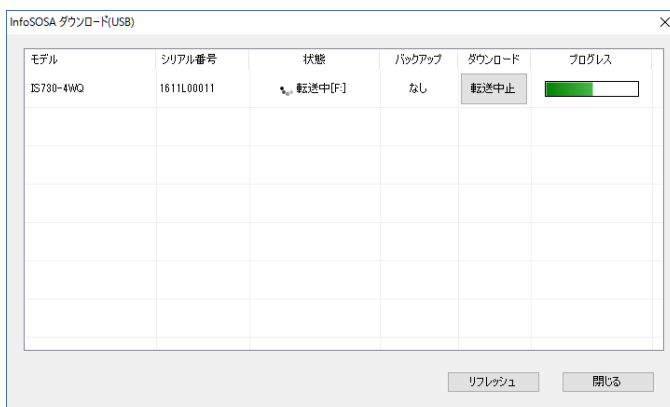 InfoSOSA ダウンロード(USB)
モデル シリアル番号 状態 バックアップ ダウンロード プログレス
IS730-4WQ 1611L00011 転送中[F:] なし 転送中止
リフレッシュ 閉じる